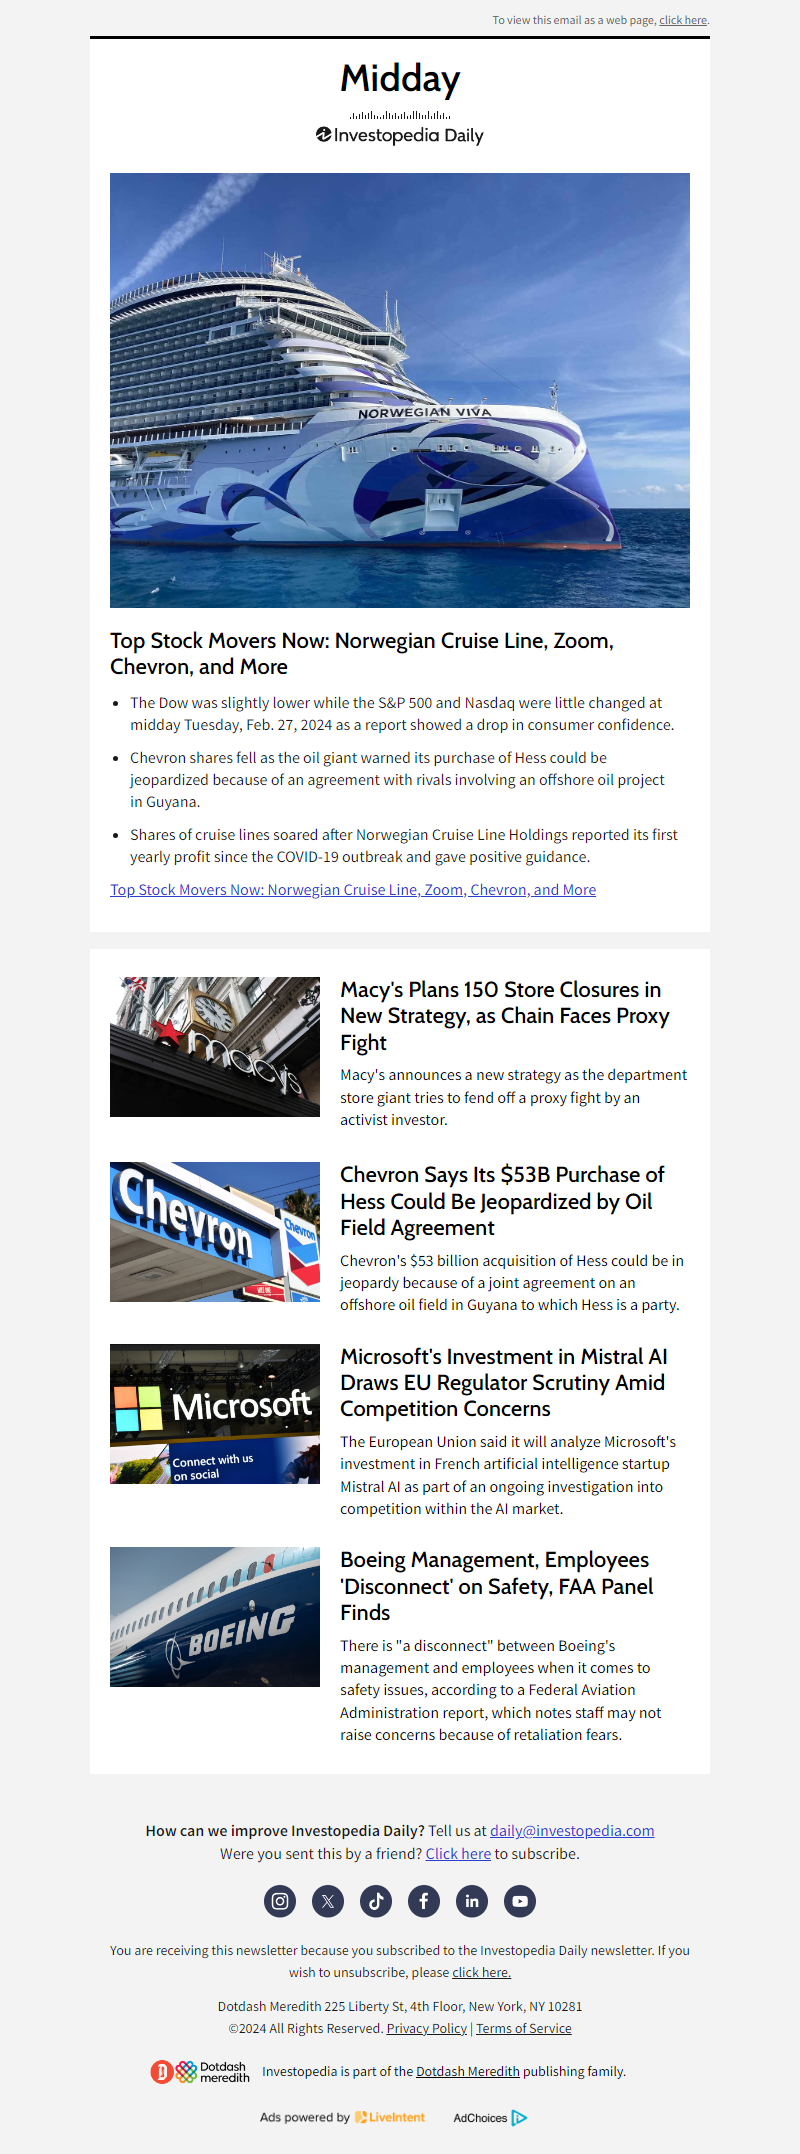 To view this email as a web page, click here.
Midday
Investopedia Daily
NORWEGIAN VIVA
Top Stock Movers Now: Norwegian Cruise Line, Zoom,
Chevron, and More
• The Dow was slightly lower while the S&P 500 and Nasdaq were little changed at
midday Tuesday, Feb. 27, 2024 as a report showed a drop in consumer confidence.
• Chevron shares fell as the oil giant warned its purchase of Hess could be
jeopardized because of an agreement with rivals involving an offshore oil project
in Guyana.
• Shares of cruise lines soared after Norwegian Cruise Line Holdings reported its first
yearly profit since the COVID-19 outbreak and gave positive guidance.
Top Stock Movers Now: Norwegian Cruise Line, Zoom, Chevron, and More
macy's
Macy's Plans 150 Store Closures in
New Strategy, as Chain Faces Proxy
Fight
Macy's announces a new strategy as the department
store giant tries to fend off a proxy fight by an
activist investor.
Chevron
Chevron
Chevron Says Its $53B Purchase of
Hess Could Be Jeopardized by Oil
Field Agreement
Chevron's $53 billion acquisition of Hess could be in
jeopardy because of a joint agreement on an
offshore oil field in Guyana to which Hess is a party.
Microsoft
Connect with us
on social
Microsoft's Investment in Mistral AI
Draws EU Regulator Scrutiny Amid
Competition Concerns
The European Union said it will analyze Microsoft's
investment in French artificial intelligence startup
Mistral AI as part of an ongoing investigation into
competition within the AI market.
BOEING
Boeing Management, Employees
'Disconnect' on Safety, FAA Panel
Finds
There is "a disconnect" between Boeing's
management and employees when it comes to
safety issues, according to a Federal Aviation
Administration report, which notes staff may not
raise concerns because of retaliation fears.
How can we improve Investopedia Daily? Tell us at daily@investopedia.com
Were you sent this by a friend? Click here to subscribe.
You are receiving this newsletter because you subscribed to the Investopedia Daily newsletter. If you
wish to unsubscribe, please click here.
Dotdash Meredith 225 Liberty St, 4th Floor, New York, NY 10281
©2024 All Rights Reserved. Privacy Policy | Terms of Service
Dotdash
meredith
Investopedia is part of the Dotdash Meredith publishing family.
Ads powered by LiveIntent
AdChoices